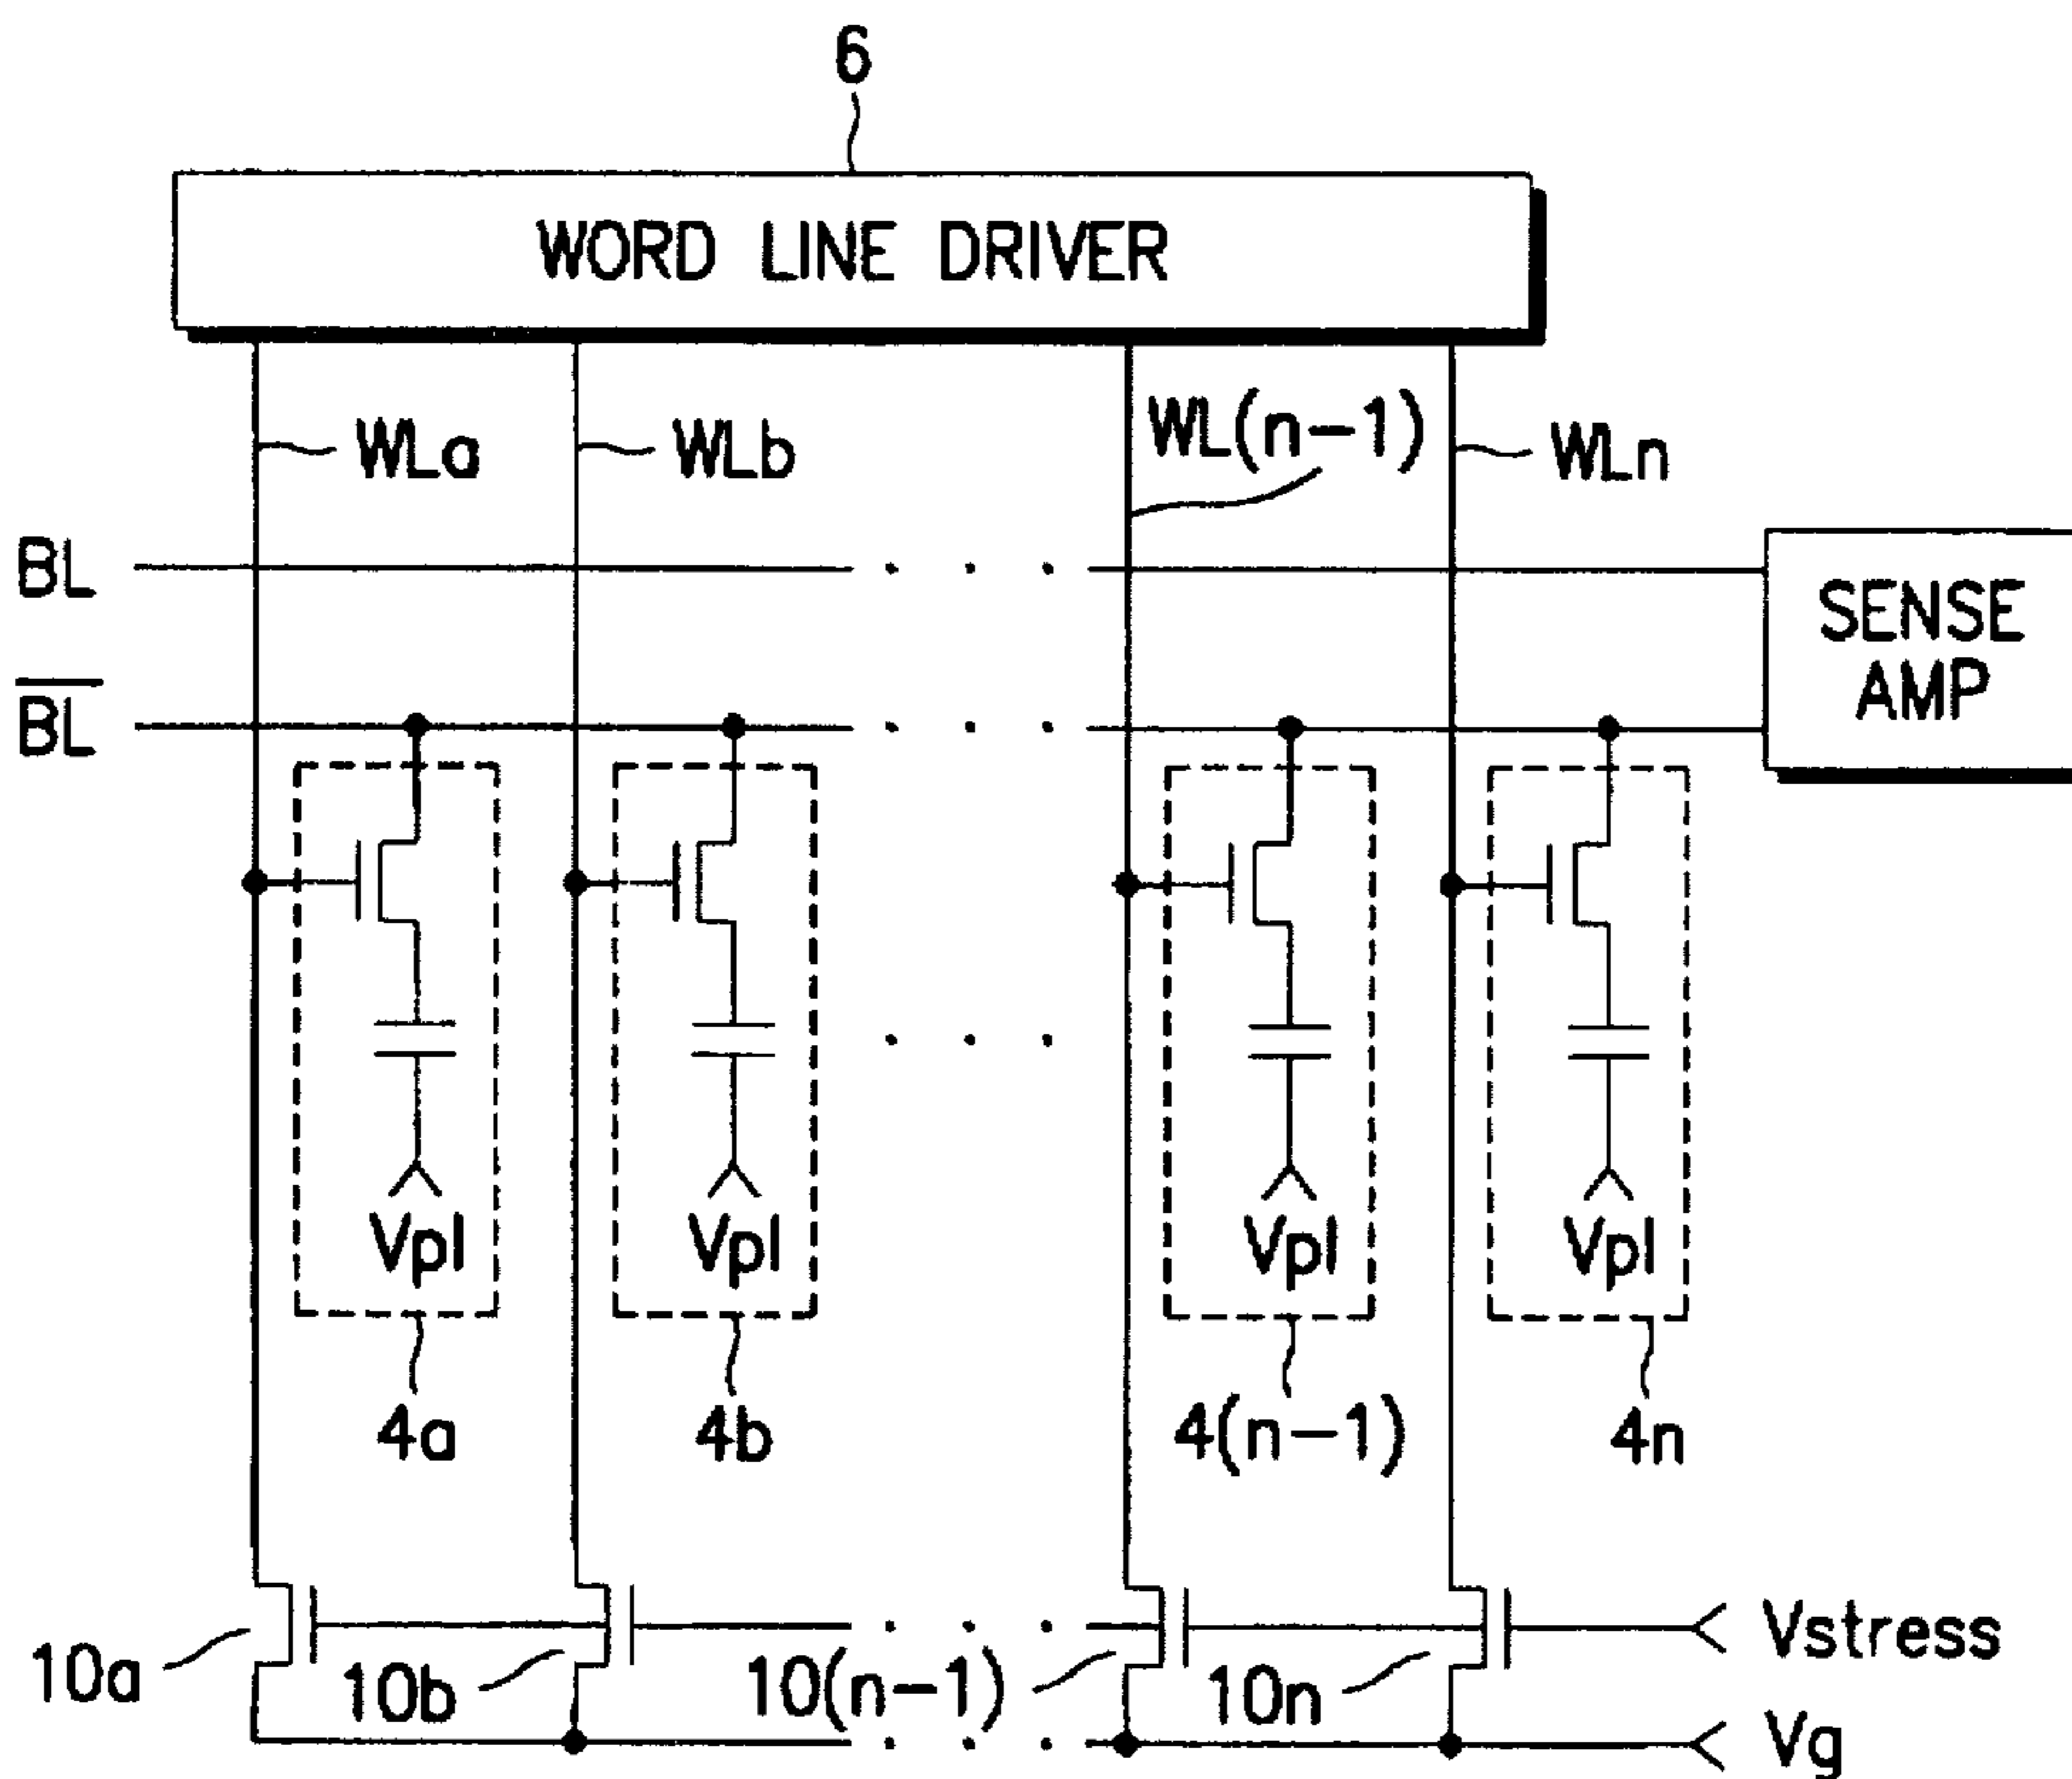 6
WORD LINE DRIVER
WLa
WLb
WL(n-1)
WLn
BL
SENSE
AMP
B̅L̅
Vpl
Vpl
Vpl
Vpl
4a
4b
4(n-1)
4n
Vstress
10a
10b
10(n-1)
10n
Vg